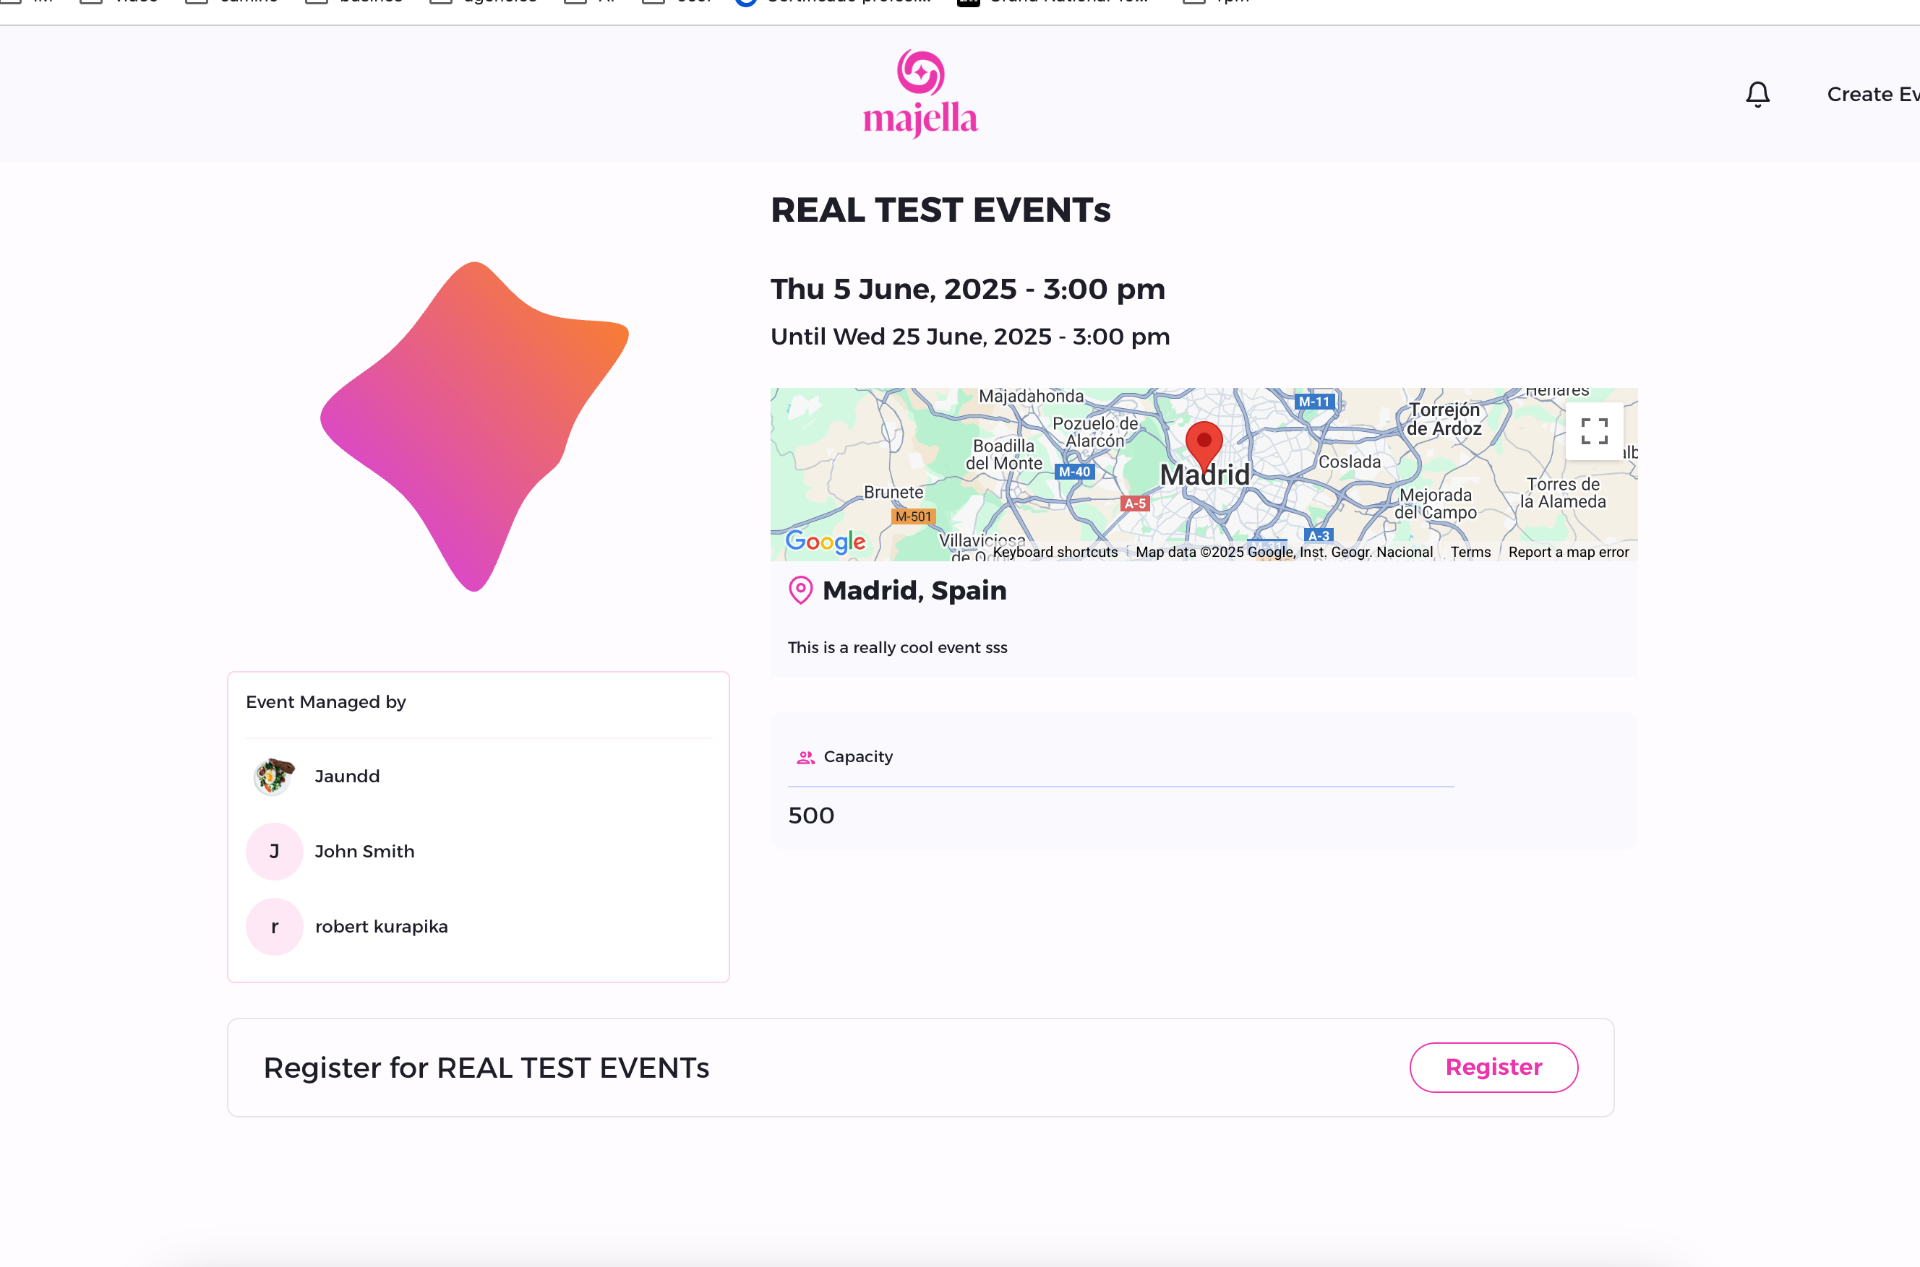 majella
Create Ev
REAL TEST EVENTs
Thu 5 June, 2025 - 3:00 pm
Until Wed 25 June, 2025 - 3:00 pm
Majadahonda
M-11
Henares
Torrejón
de Ardoz
Pozuelo de
Alarcón
Boadilla
del Monte
M-40
Madrid
Coslada
Brunete
M-501
A-5
Mejorada
del Campo
Torres de
la Alameda
Villaviciosa
A-3
Google
Keyboard shortcuts
Map data ©2025 Google, Inst. Geogr. Nacional
Terms
Report a map error
Madrid, Spain
This is a really cool event sss
Event Managed by
Jaundd
J
John Smith
r
robert kurapika
Capacity
500
Register for REAL TEST EVENTs
Register